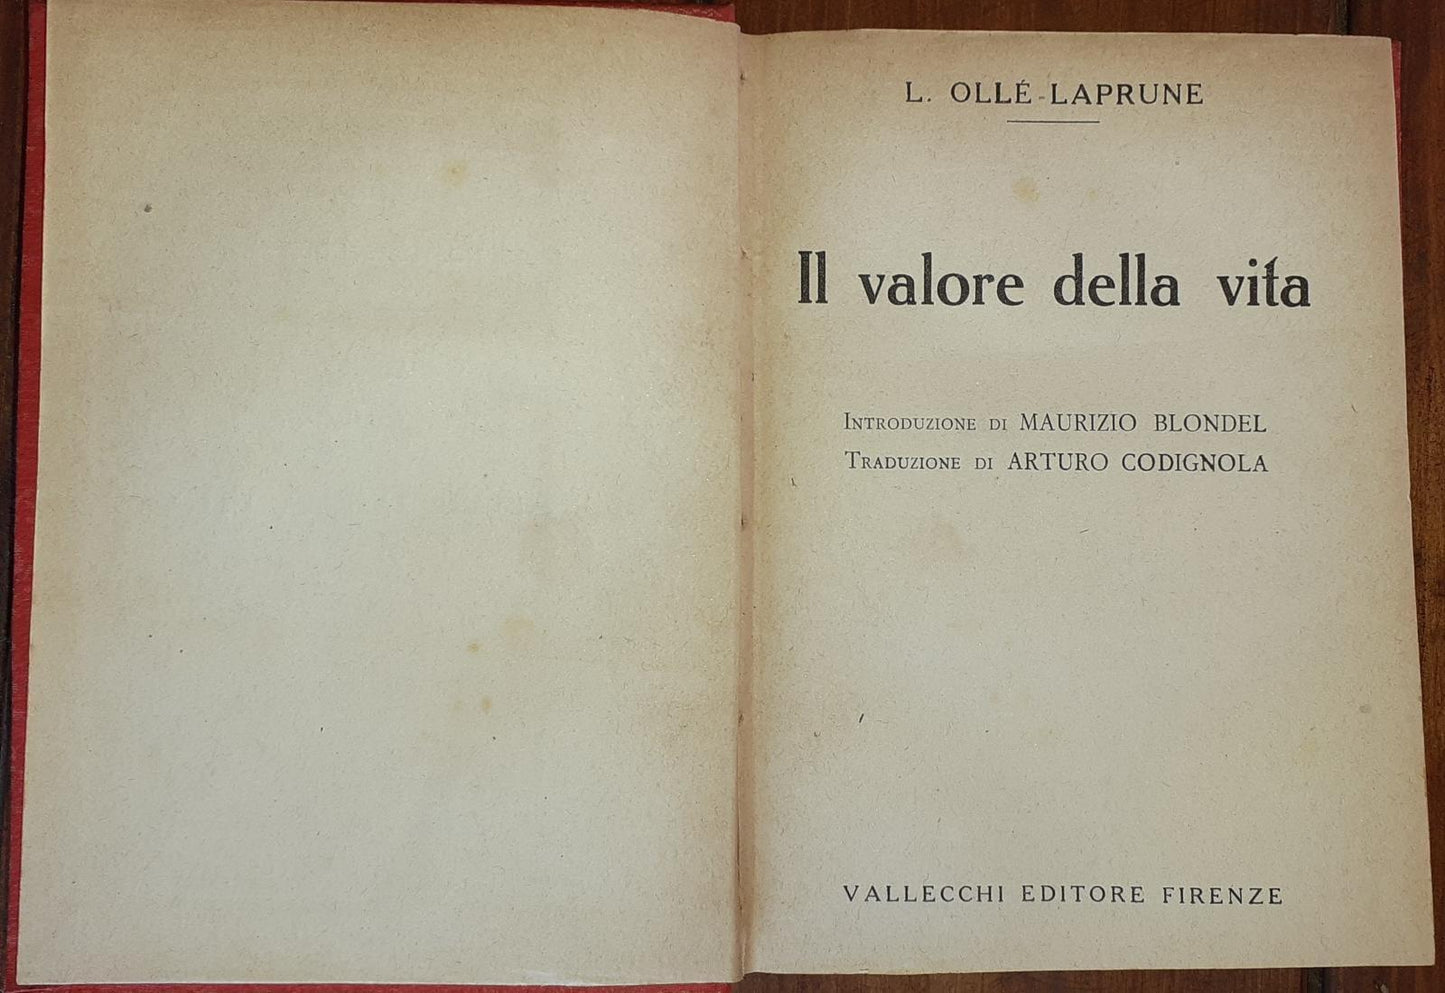 L. OLLÉ-LAPRUNE
Il valore della vita
Introduzione di MAURIZIO BLONDEL
Traduzione di ARTURO CODIGNOLA
VALLECCHI EDITORE FIRENZE